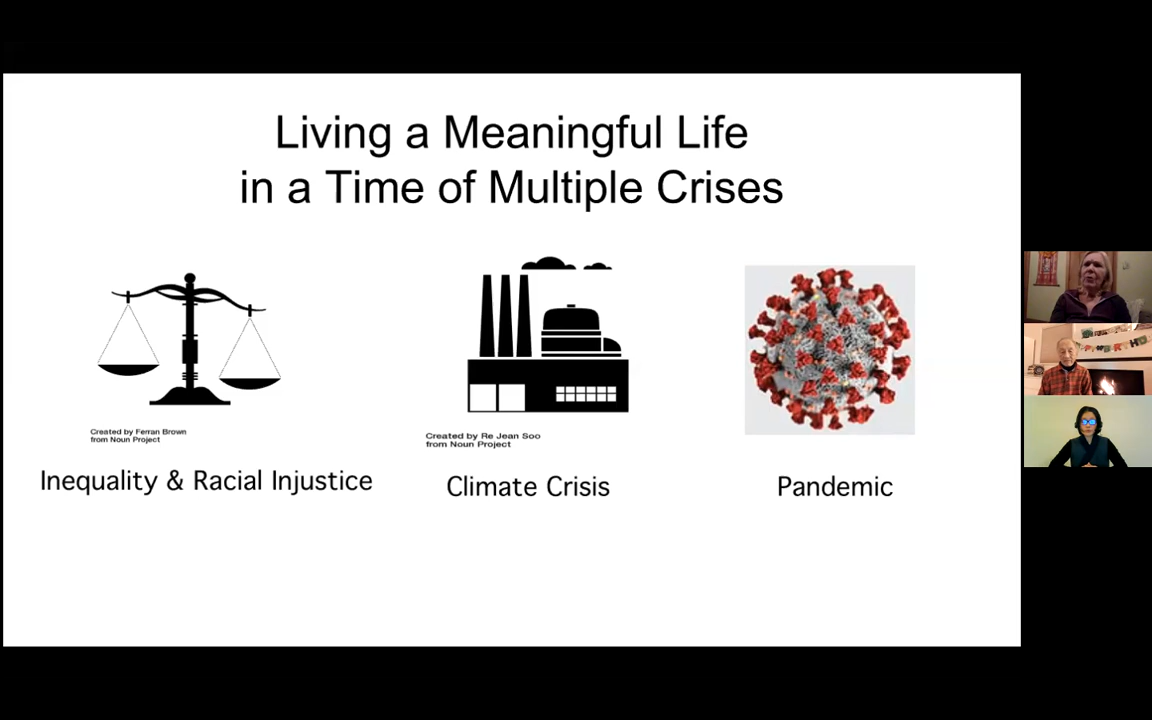 Living a Meaningful Life
in a Time of Multiple Crises
Created by Ferran Brown
from Noun Project
Created by Re Jean Soo
from Noun Project
Inequality & Racial Injustice
Climate Crisis
Pandemic